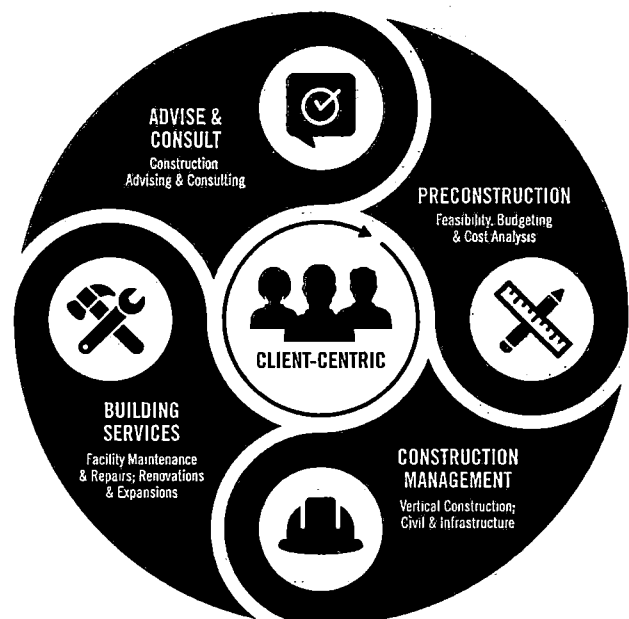 ADVISE &
CONSULT
Construction
Advising & Consulting
PRECONSTRUCTION
Feasibility, Budgeting
& Cost Analysis
CLIENT-CENTRIC
BUILDING
SERVICES
Facility Maintenance
& Repairs; Renovations
& Expansions
CONSTRUCTION
MANAGEMENT
Vertical Construction;
Civil & Infrastructure